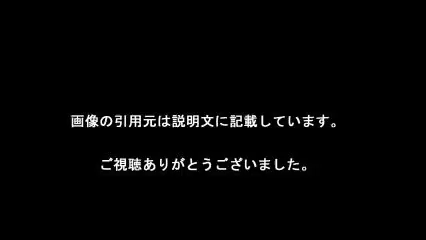 画像の引用元は説明文に記載しています。
ご視聴ありがとうございました。